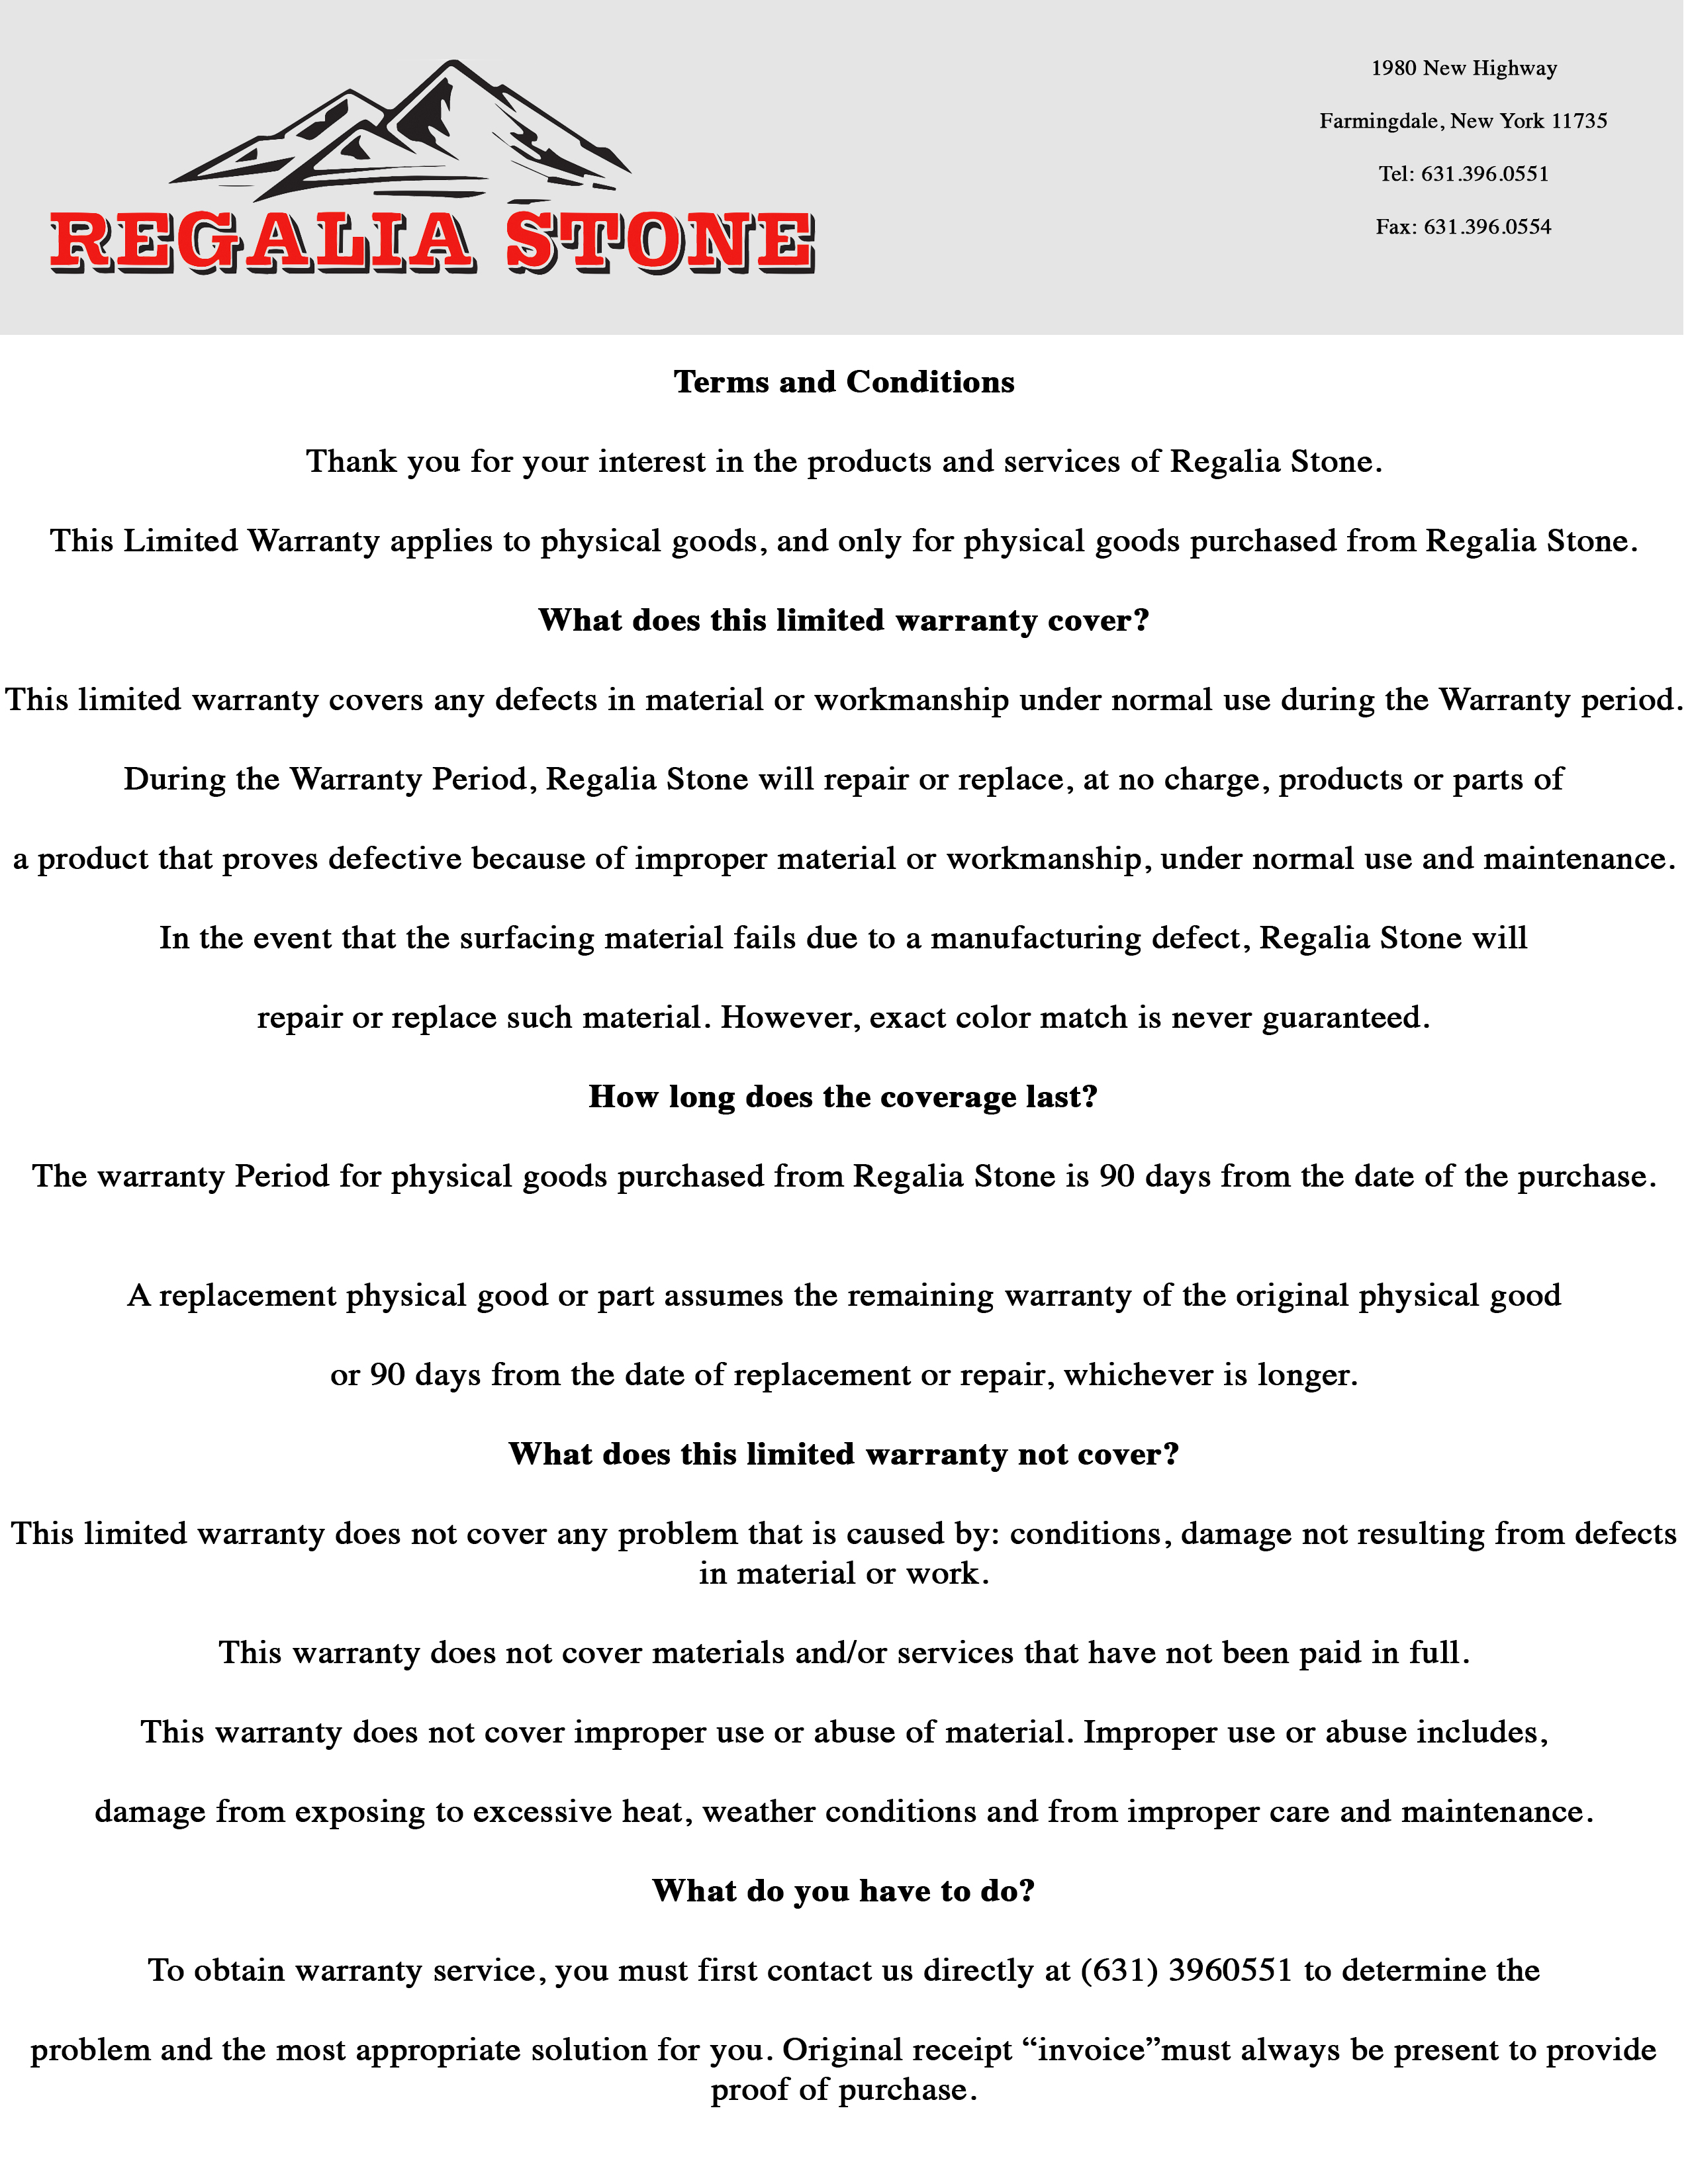 REGALIA STONE
1980 New Highway
Farmingdale, New York 11735
Tel: 631.396.0551
Fax: 631.396.0554
Terms and Conditions
Thank you for your interest in the products and services of Regalia Stone.
This Limited Warranty applies to physical goods, and only for physical goods purchased from Regalia Stone.
What does this limited warranty cover?
This limited warranty covers any defects in material or workmanship under normal use during the Warranty period.
During the Warranty Period, Regalia Stone will repair or replace, at no charge, products or parts of
a product that proves defective because of improper material or workmanship, under normal use and maintenance.
In the event that the surfacing material fails due to a manufacturing defect, Regalia Stone will
repair or replace such material. However, exact color match is never guaranteed.
How long does the coverage last?
The warranty Period for physical goods purchased from Regalia Stone is 90 days from the date of the purchase.
A replacement physical good or part assumes the remaining warranty of the original physical good
or 90 days from the date of replacement or repair, whichever is longer.
What does this limited warranty not cover?
This limited warranty does not cover any problem that is caused by: conditions, damage not resulting from defects
in material or work.
This warranty does not cover materials and/or services that have not been paid in full.
This warranty does not cover improper use or abuse of material. Improper use or abuse includes,
damage from exposing to excessive heat, weather conditions and from improper care and maintenance.
What do you have to do?
To obtain warranty service, you must first contact us directly at (631) 3960551 to determine the
problem and the most appropriate solution for you. Original receipt “invoice”must always be present to provide
proof of purchase.